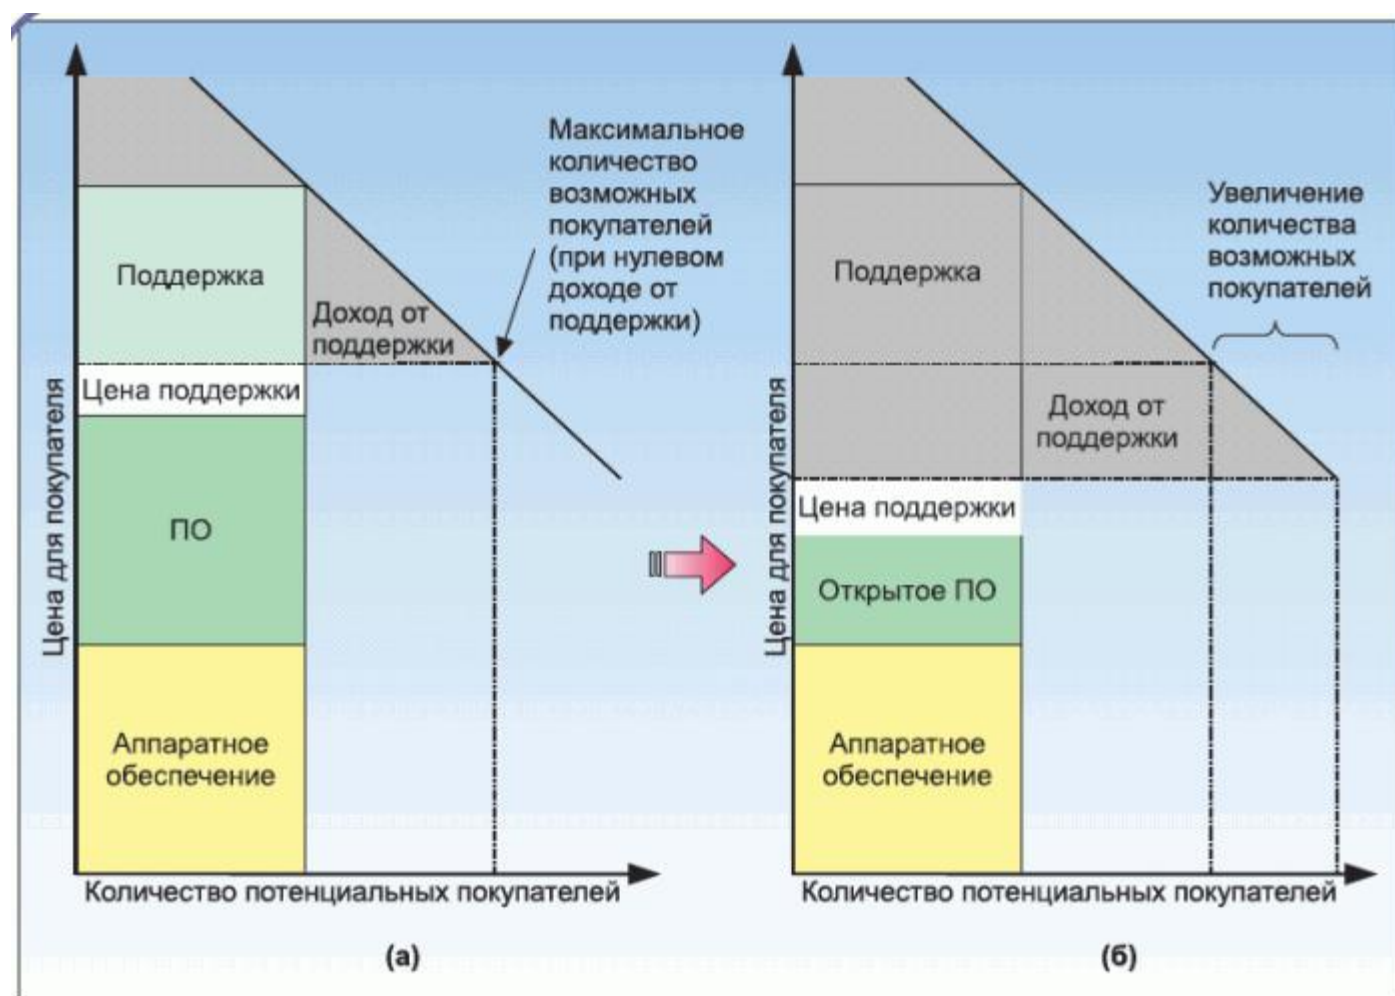 Максимальное
количество
возможных
покупателей
(при нулевом
доходе от
поддержки)
Поддержка
Доход от
поддержки
Цена поддержки
ПО
Аппаратное
обеспечение
Цена для покупателя
Количество потенциальных покупателей
(а)
Увеличение
количества
возможных
покупателей
Поддержка
Доход от
поддержки
Цена поддержки
Открытое ПО
Аппаратное
обеспечение
Цена для покупателя
Количество потенциальных покупателей
(б)